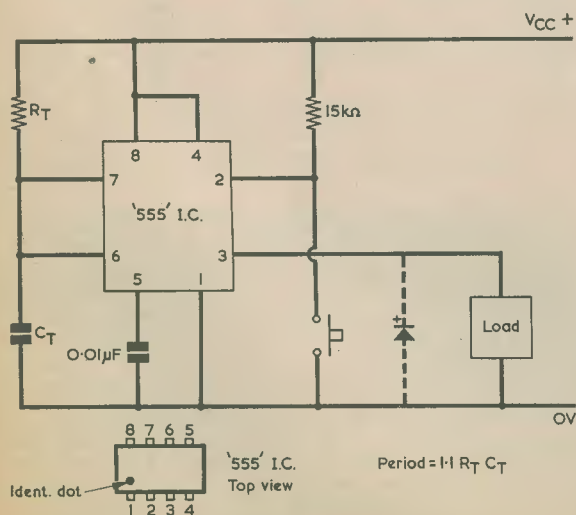 VCC +
RT
15kΩ
8 4
7 2
'555' I.C.
6 3
5 1
CT
0·01µF
+
Load
0V
8 7 6 5
'555' I.C.
Top view
Ident. dot
1 2 3 4
Period = 1·1 RT CT